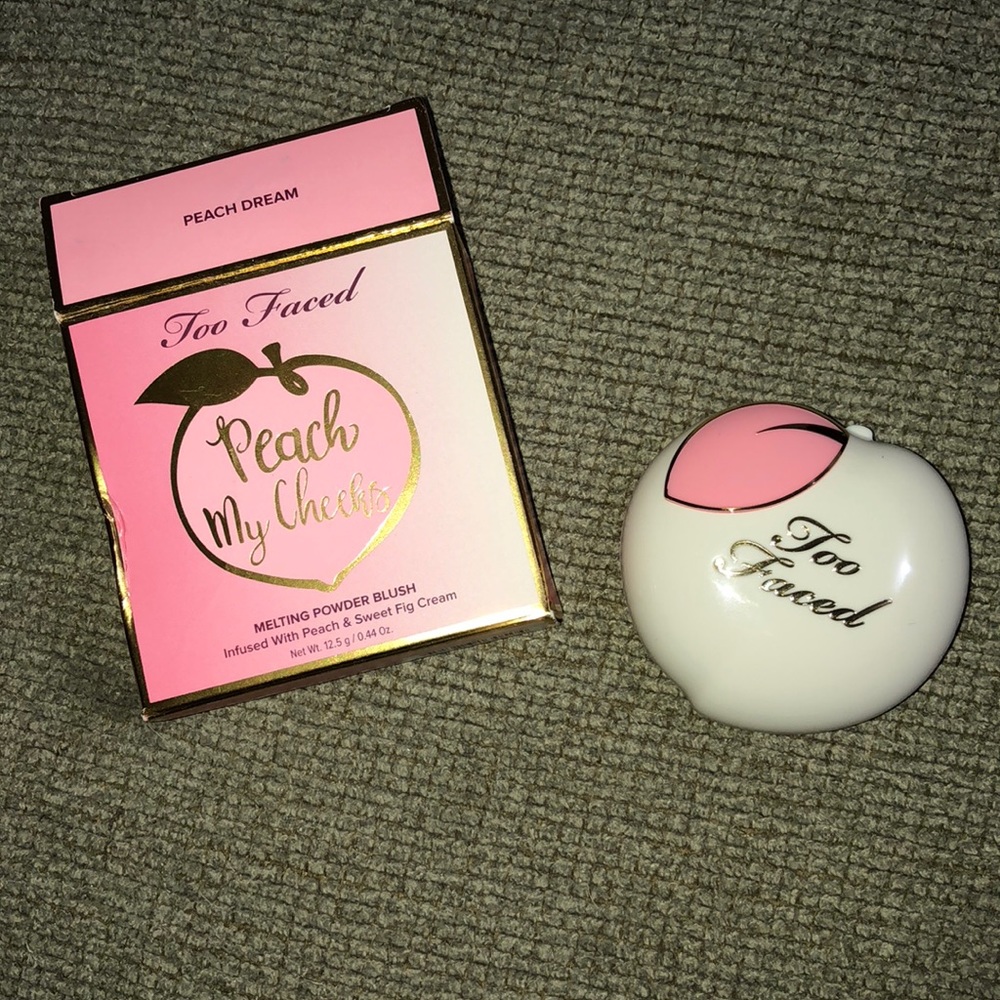 PEACH DREAM
Too Faced
Peach
My Cheeks
MELTING POWDER BLUSH
Infused With Peach & Sweet Fig Cream
Net Wt. 12.5 g / 0.44 Oz.
Too
Faced